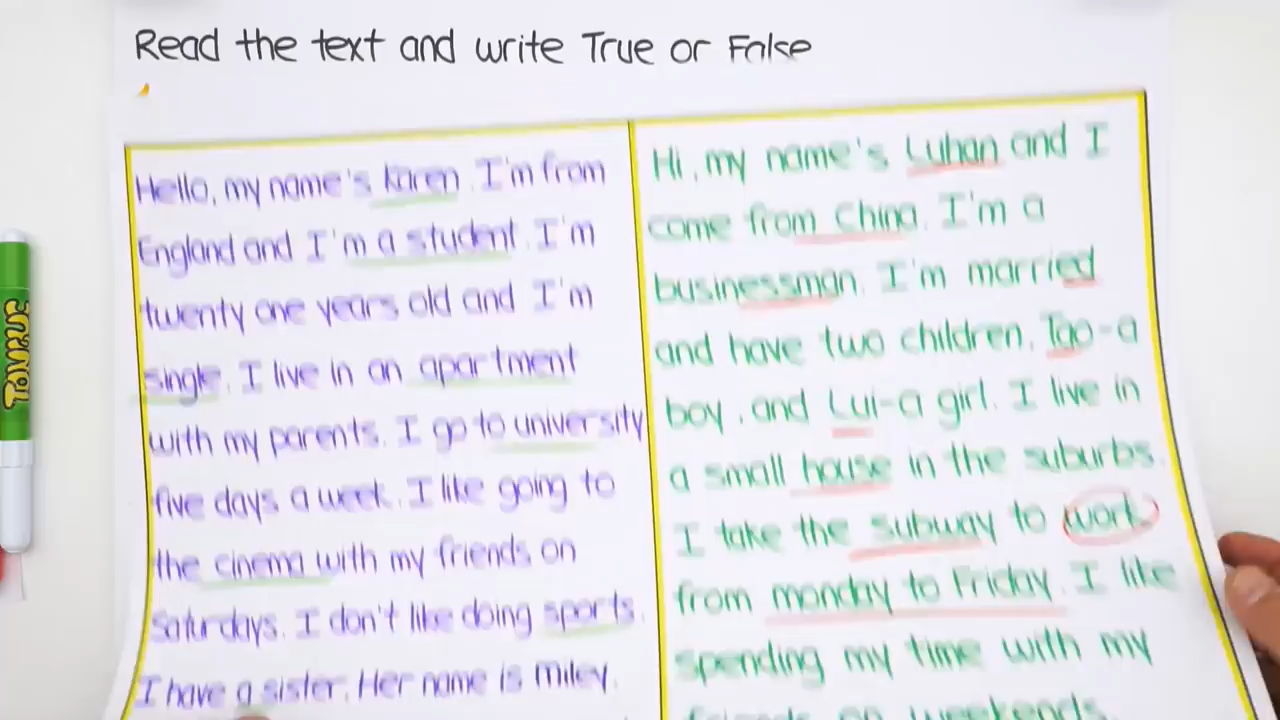 Read the text and write True or False
Hello, my name's Karen. I'm from
England and I'm a student. I'm
twenty one years old and I'm
single. I live in an apartment
with my parents. I go to university
five days a week. I like going to
the cinema with my friends on
Saturdays. I don't like doing sports.
I have a sister. Her name is Miley.
Hi, my name's Luhan and I
come from China. I'm a
businessman. I'm married
and have two children. Tao-a
boy, and Lui-a girl. I live in
a small house in the suburbs.
I take the subway to work
from monday to Friday. I like
spending my time with my
friends on weekends.